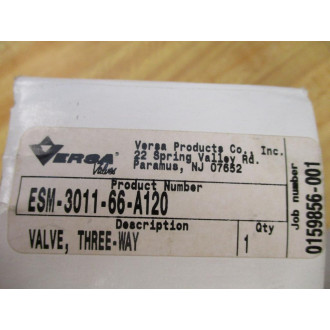 VERSA
Valves
Versa Products Co., Inc.
22 Spring Valley Rd.
Paramus, NJ 07652
Product Number
ESM-3011-66-A120
Description
Qty
VALVE, THREE-WAY
1
Job number
0159856-001